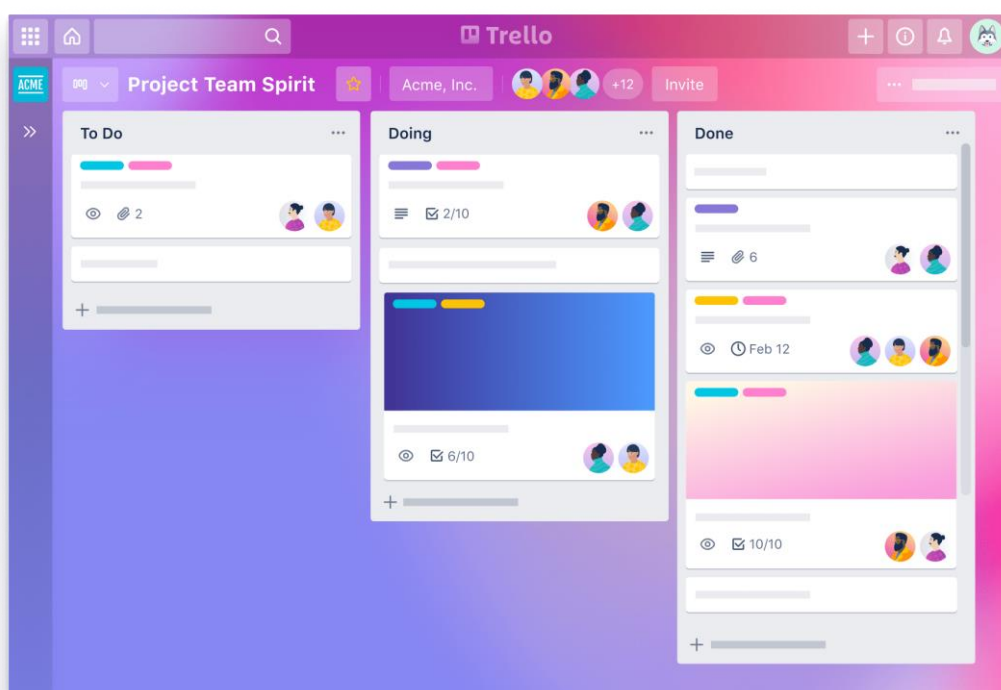 Trello
ACME
Project Team Spirit
Acme, Inc.
+12
Invite
To Do
2
Doing
2/10
6/10
Done
6
Feb 12
10/10